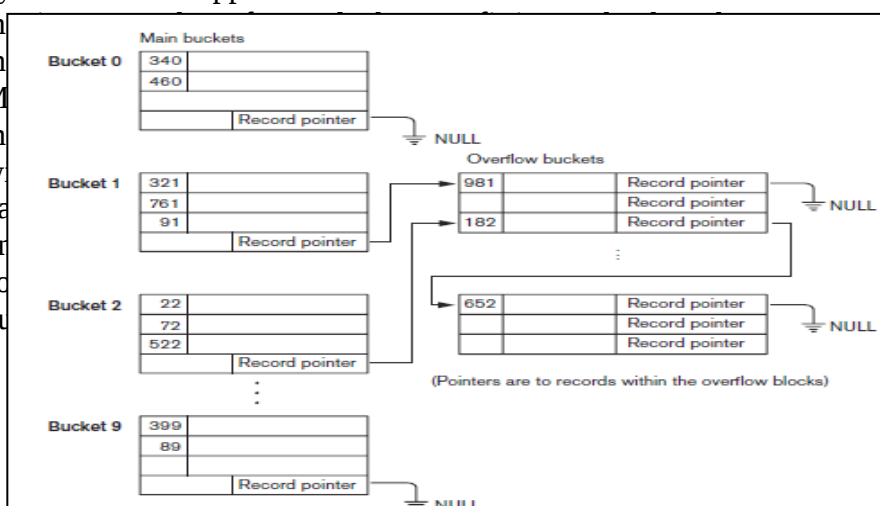 Main buckets
Bucket 0
340
460
Record pointer
NULL
Overflow buckets
Bucket 1
321
761
91
Record pointer
981 Record pointer
Record pointer
182 Record pointer
NULL
Bucket 2
22
72
522
Record pointer
652 Record pointer
Record pointer
Record pointer
NULL
(Pointers are to records within the overflow blocks)
Bucket 9
399
89
Record pointer
NULL